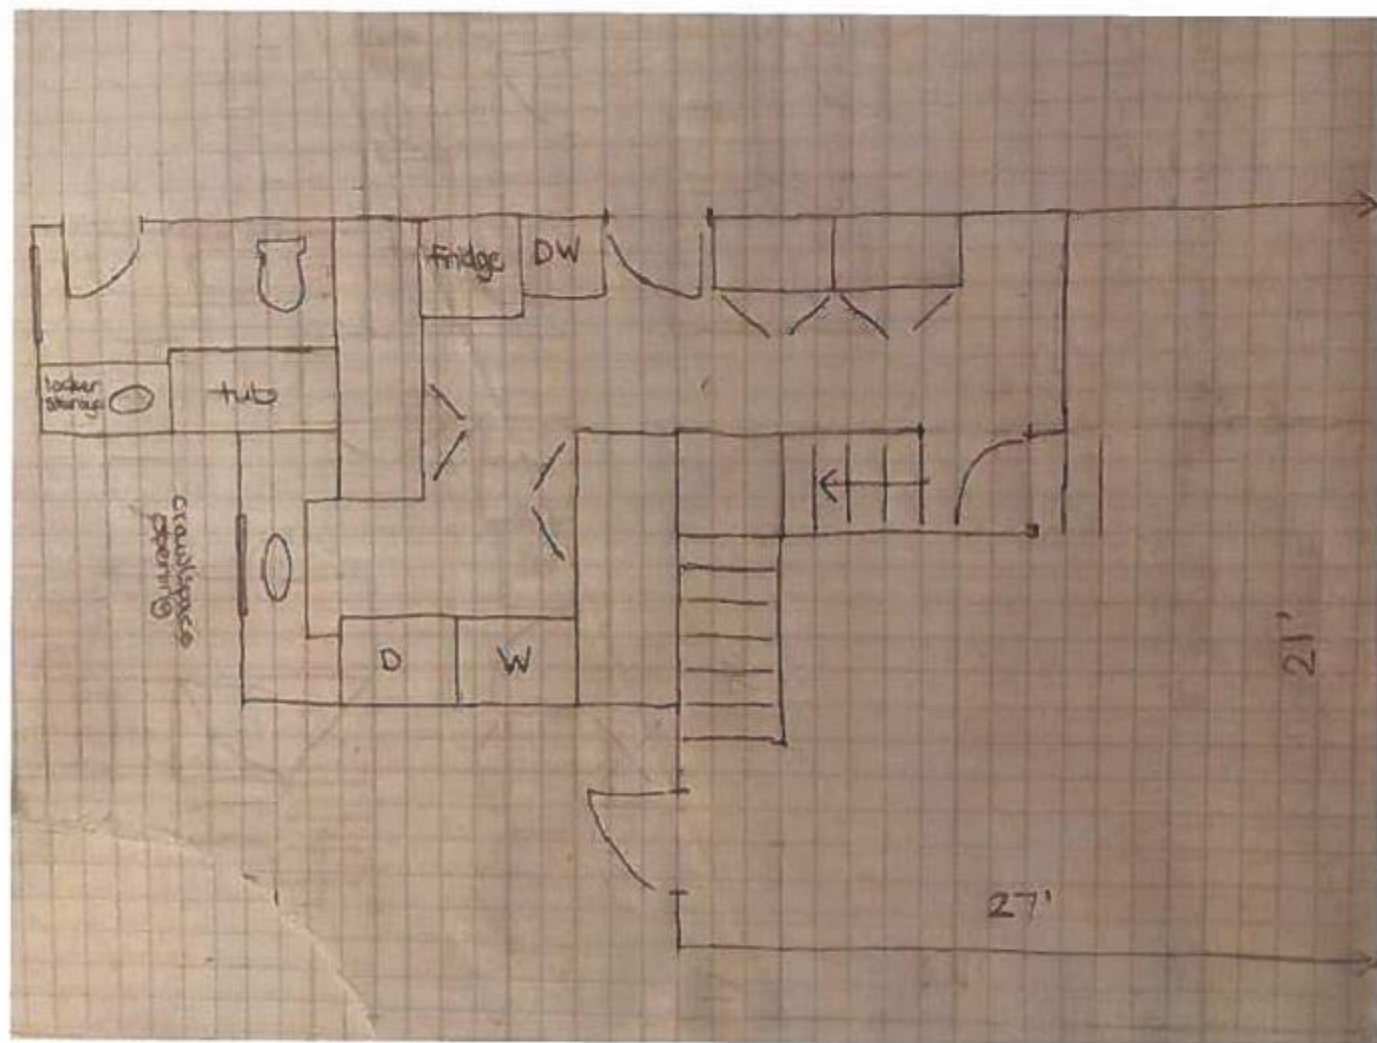 fridge
DW
locker
storage
tub
crawlspace
opening
D
W
21'
27'